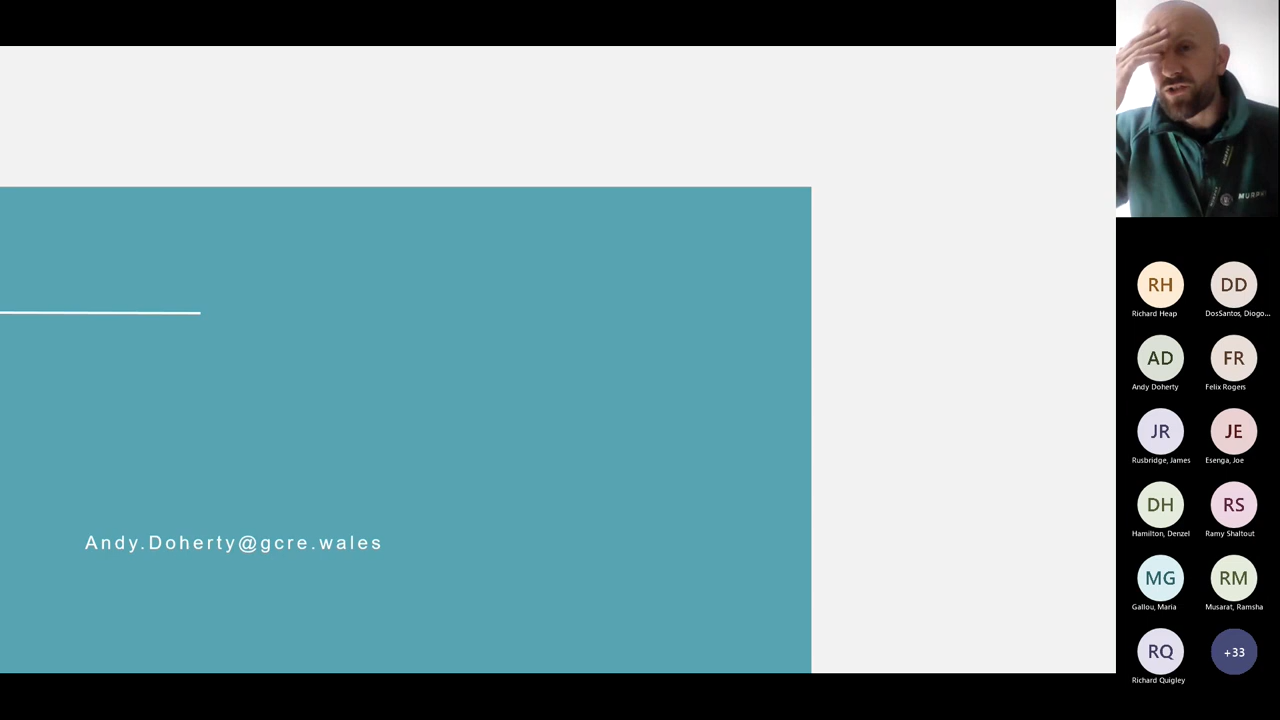 Andy.Doherty@gcre.wales
MURPHY
RH
DD
Richard Heap
DosSantos, Diogo...
AD
FR
Andy Doherty
Felix Rogers
JR
JE
Rusbridge, James
Esenga, Joe
DH
RS
Hamilton, Denzel
Ramy Shaltout
MG
RM
Gallou, Maria
Musarat, Ramsha
RQ
+33
Richard Quigley